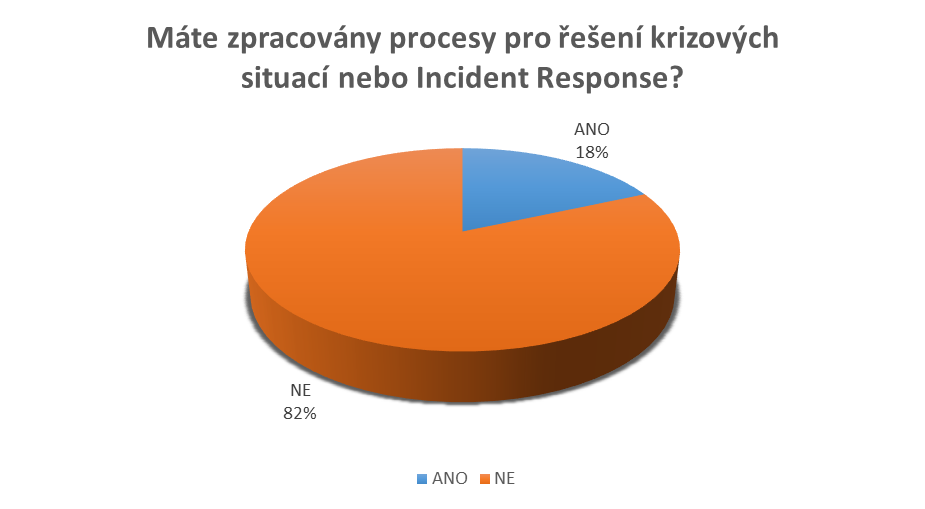 Máte zpracovány procesy pro řešení krizových
situací nebo Incident Response?
ANO
18%
NE
82%
ANO NE